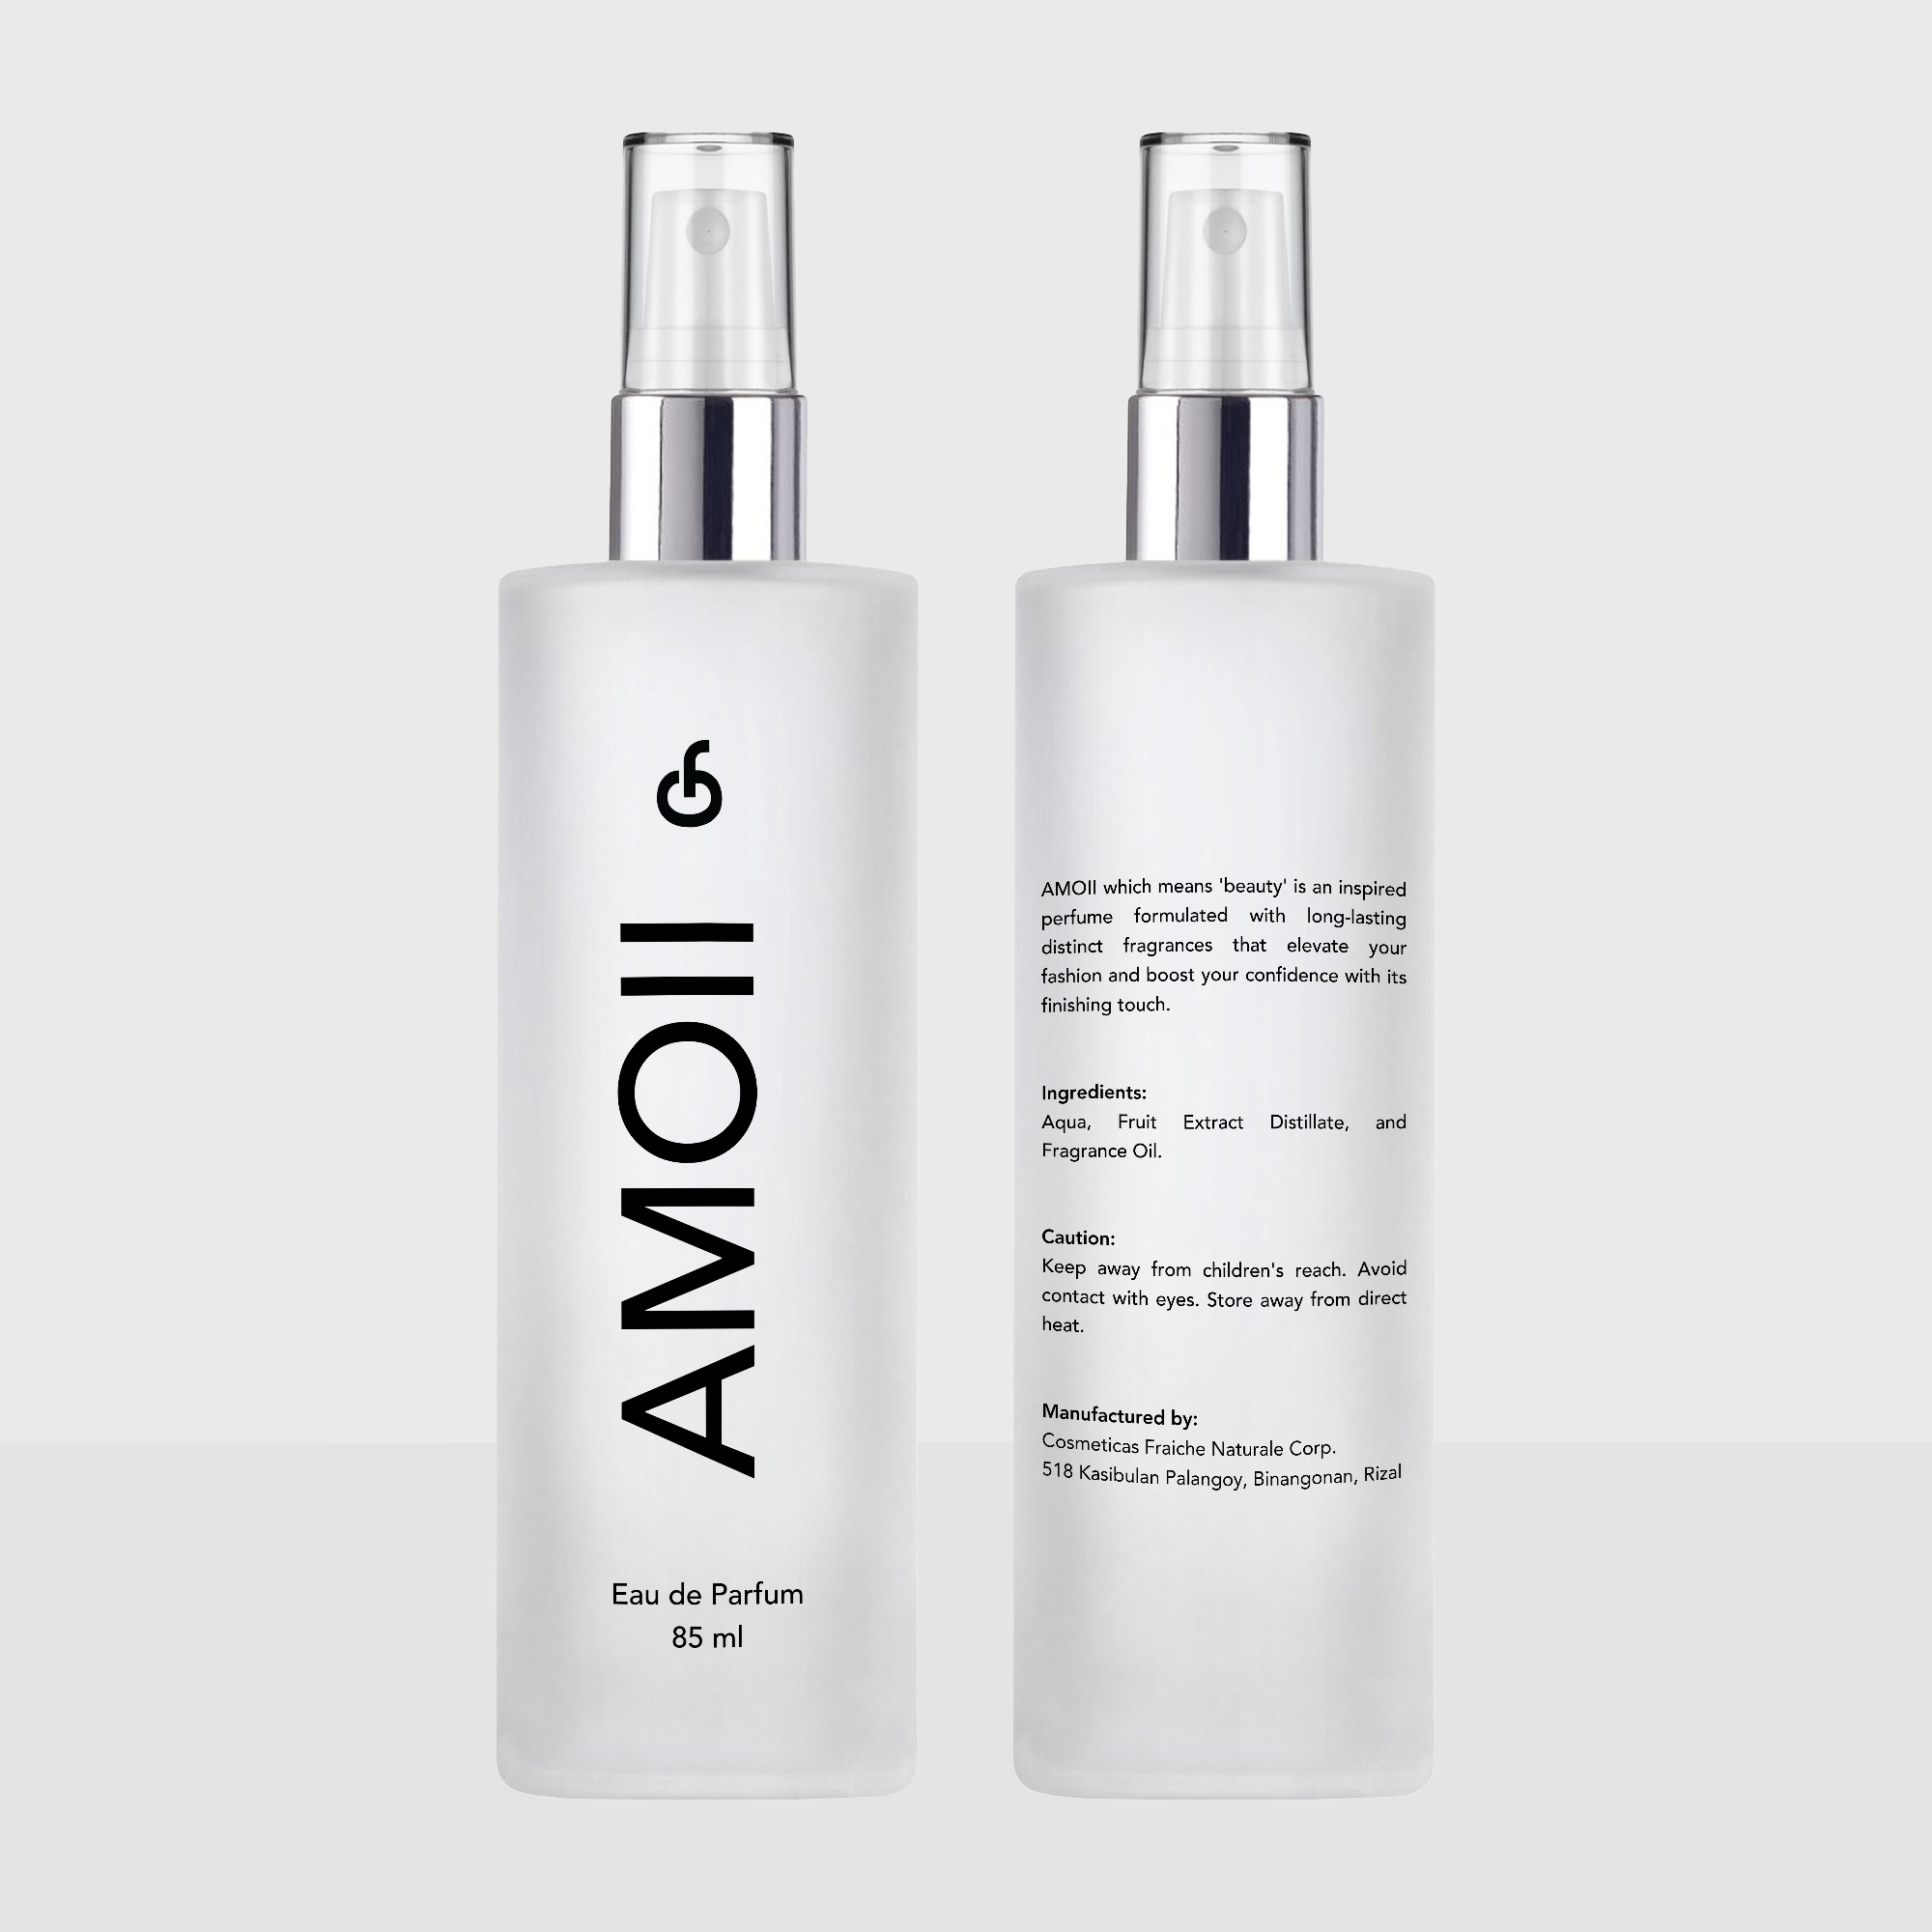 AMOII
Eau de Parfum
85 ml
AMOII which means 'beauty' is an inspired
perfume formulated with long-lasting
distinct fragrances that elevate your
fashion and boost your confidence with its
finishing touch.
Ingredients:
Aqua, Fruit Extract Distillate, and
Fragrance Oil.
Caution:
Keep away from children's reach. Avoid
contact with eyes. Store away from direct
heat.
Manufactured by:
Cosmeticas Fraiche Naturale Corp.
518 Kasibulan Palangoy, Binangonan, Rizal